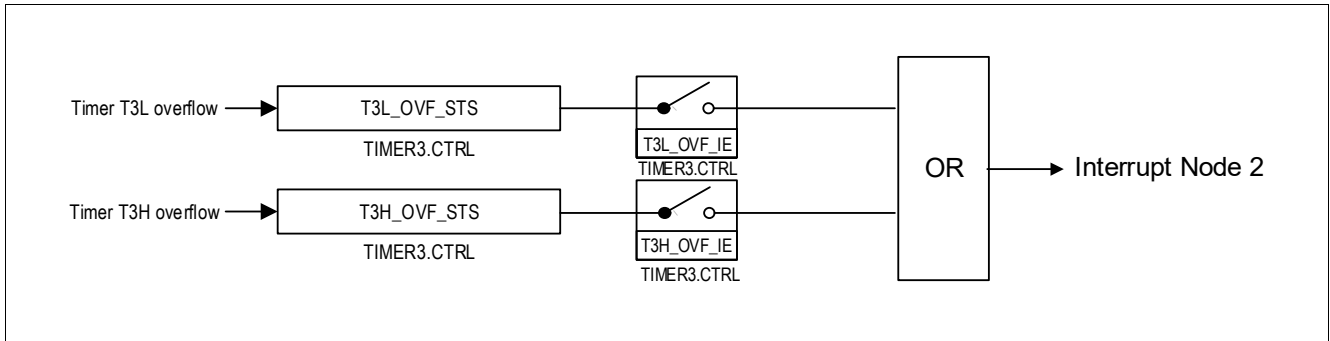 Timer T3L overflow
T3L_OVF_STS
TIMER3.CTRL
T3L_OVF_IE
TIMER3.CTRL
Timer T3H overflow
T3H_OVF_STS
TIMER3.CTRL
T3H_OVF_IE
TIMER3.CTRL
OR
Interrupt Node 2